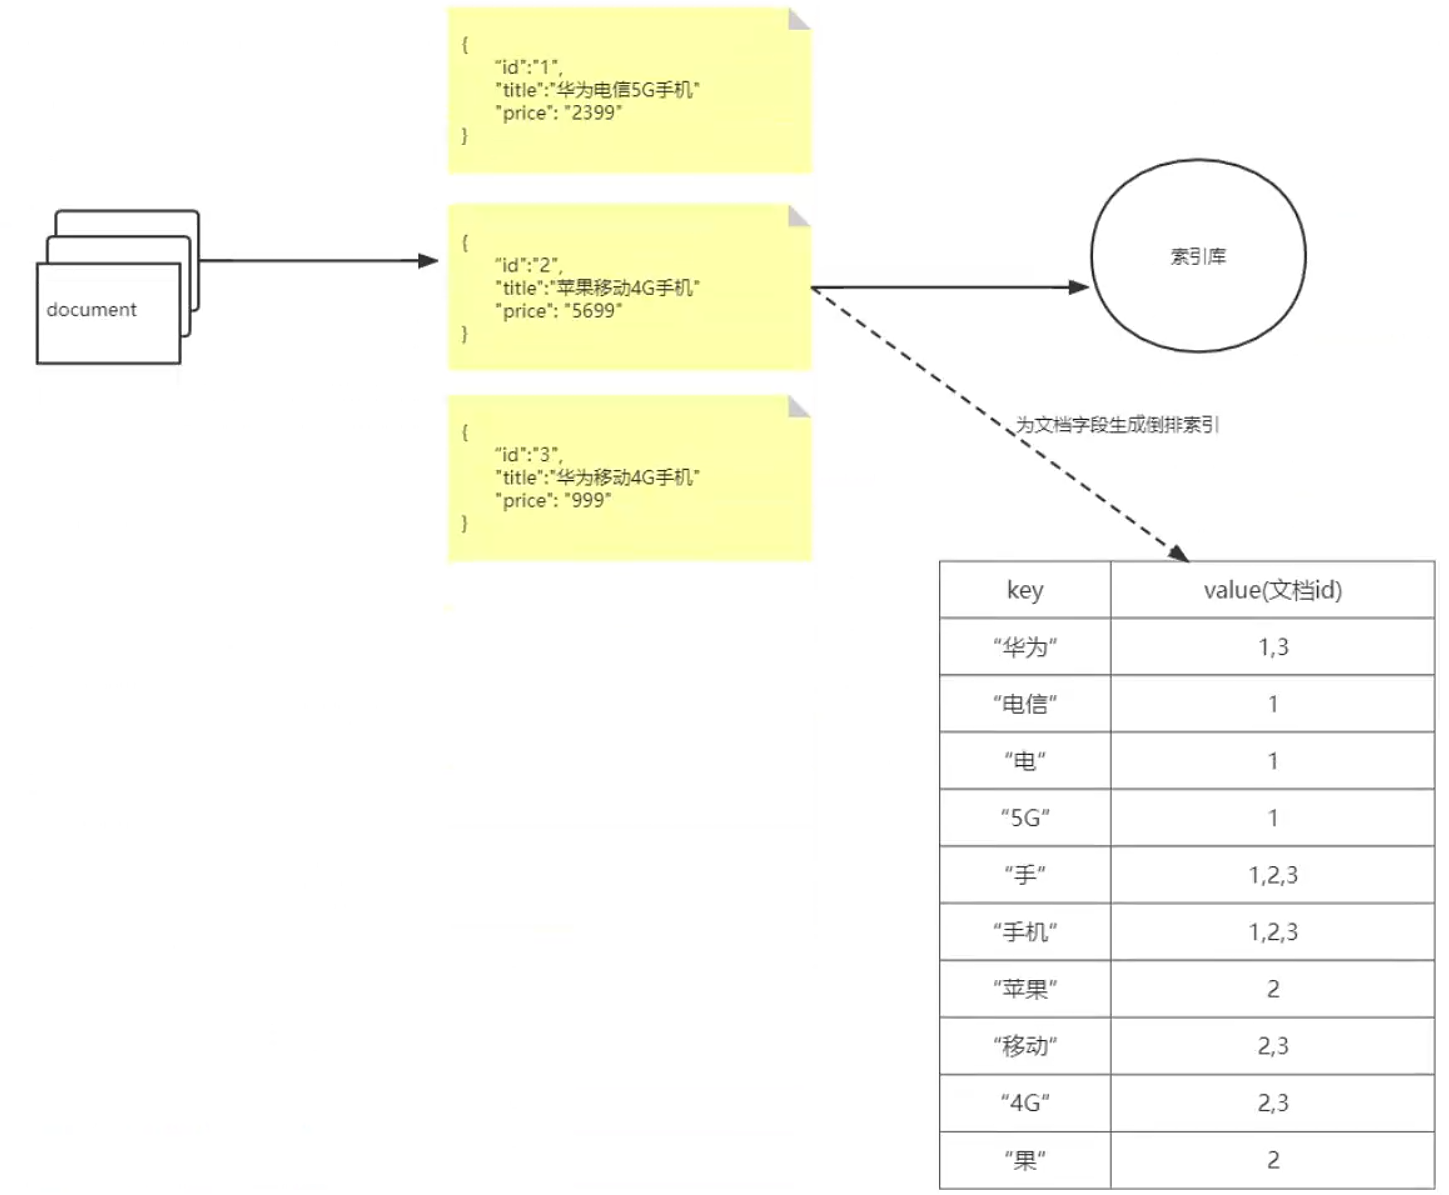 {
"id":"1",
"title":"华为电信5G手机"
"price": "2399"
}
document
{
"id":"2",
"title":"苹果移动4G手机"
"price": "5699"
}
索引库
{
"id":"3",
"title":"华为移动4G手机"
"price": "999"
}
为文档字段生成倒排索引
key value(文档id)
“华为” 1,3
“电信” 1
“电” 1
“5G” 1
“手” 1,2,3
“手机” 1,2,3
“苹果” 2
“移动” 2,3
“4G” 2,3
“果” 2